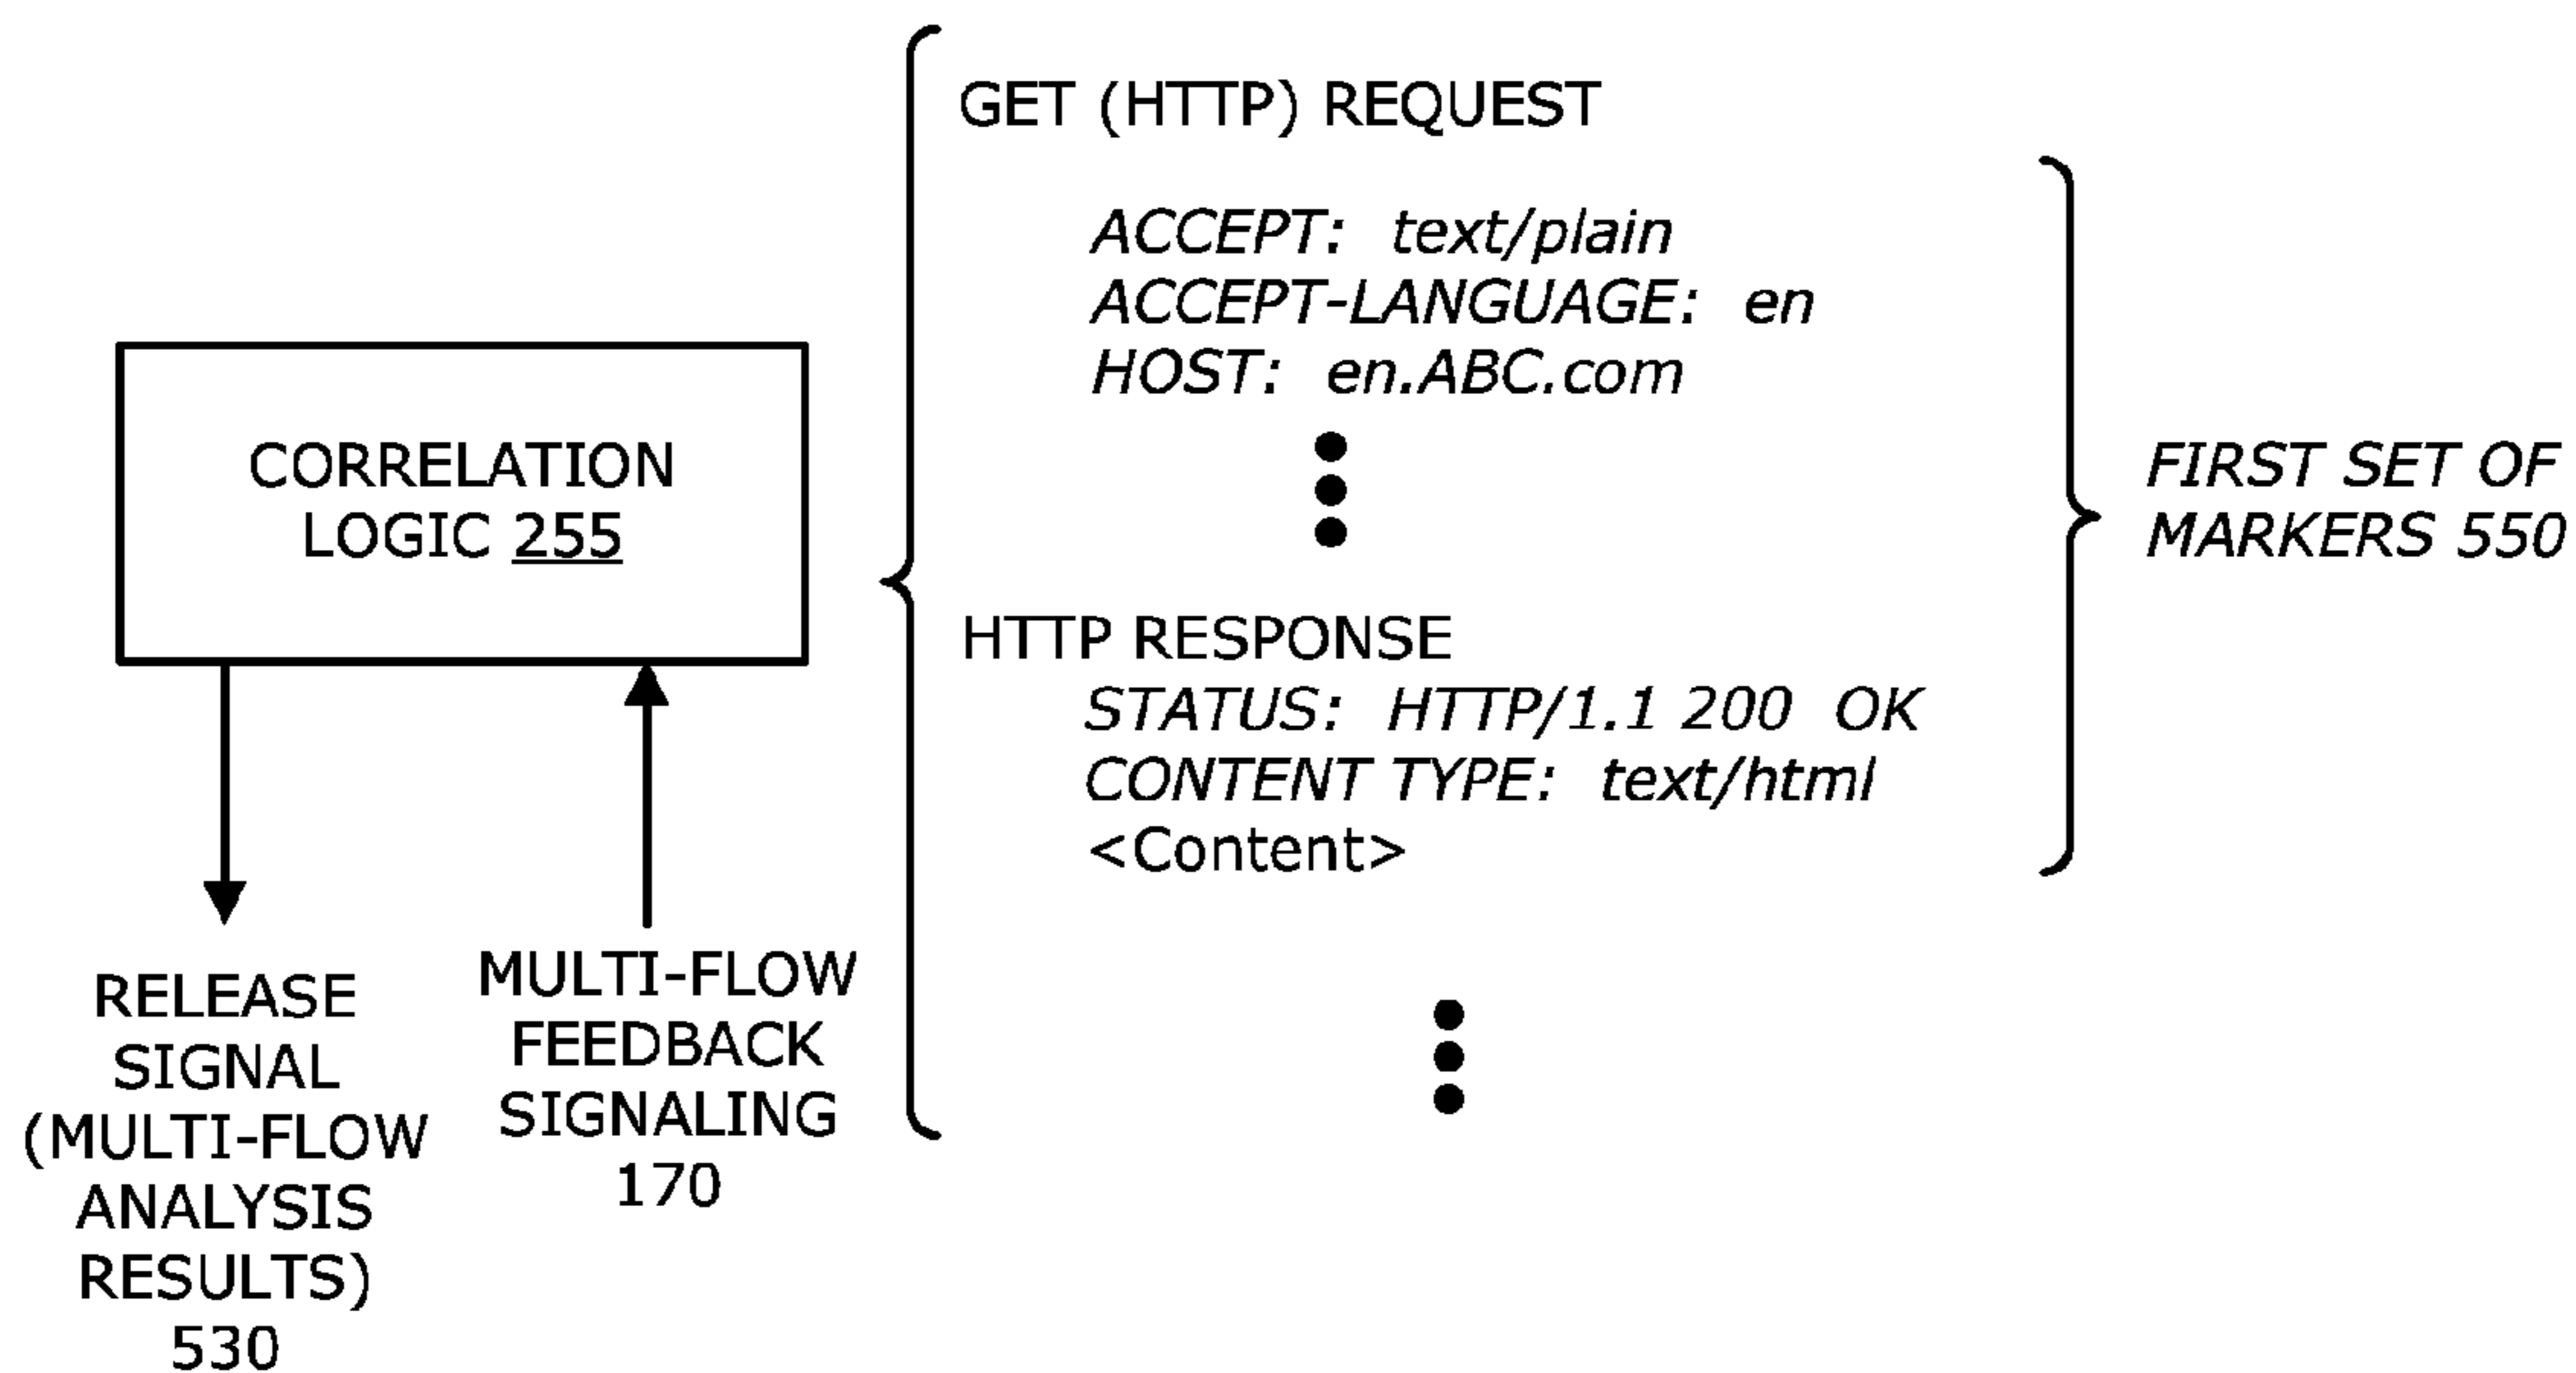 CORRELATION
LOGIC 255
RELEASE
SIGNAL
(MULTI-FLOW
ANALYSIS
RESULTS)
530
MULTI-FLOW
FEEDBACK
SIGNALING
170
GET (HTTP) REQUEST
ACCEPT: text/plain
ACCEPT-LANGUAGE: en
HOST: en.ABC.com
HTTP RESPONSE
STATUS: HTTP/1.1 200 OK
CONTENT TYPE: text/html
<Content>
FIRST SET OF
MARKERS 550